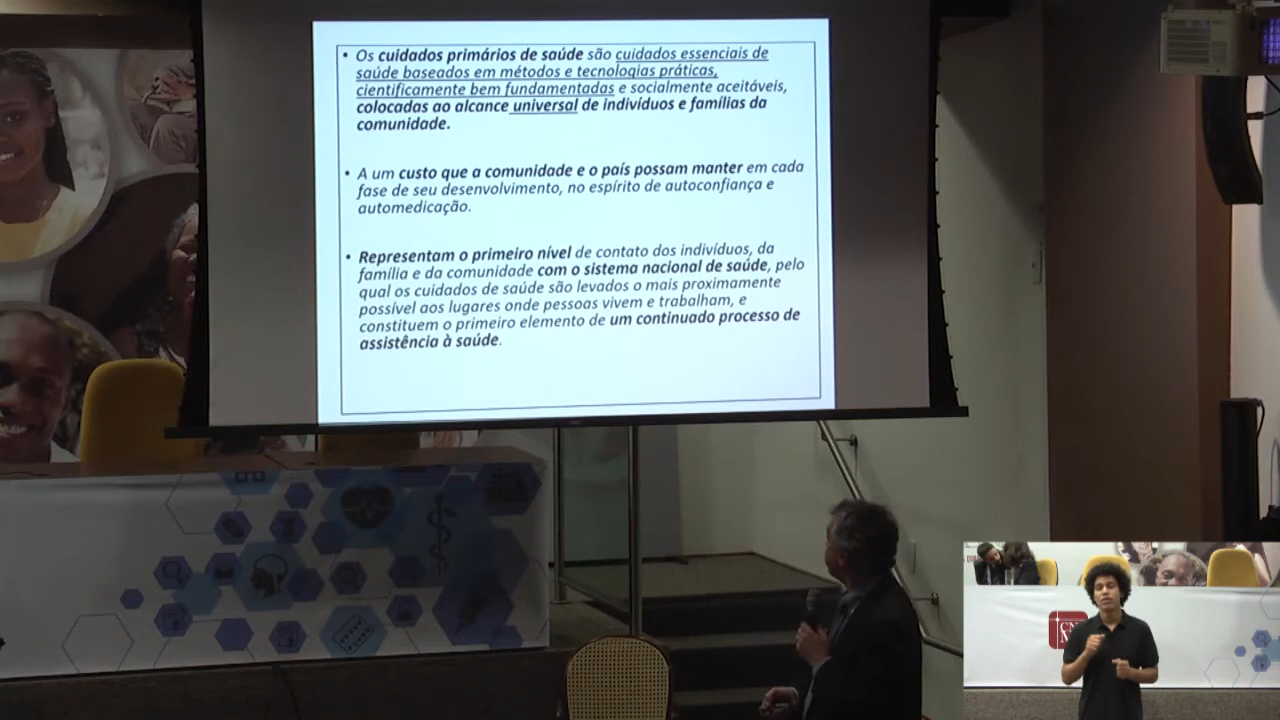 • Os cuidados primários de saúde são cuidados essenciais de
saúde baseados em métodos e tecnologias práticas,
cientificamente bem fundamentadas e socialmente aceitáveis,
colocadas ao alcance universal de indivíduos e famílias da
comunidade.
• A um custo que a comunidade e o país possam manter em cada
fase de seu desenvolvimento, no espírito de autoconfiança e
automedicação.
• Representam o primeiro nível de contato dos indivíduos, da
família e da comunidade com o sistema nacional de saúde, pelo
qual os cuidados de saúde são levados o mais proximamente
possível aos lugares onde pessoas vivem e trabalham, e
constituem o primeiro elemento de um continuado processo de
assistência à saúde.